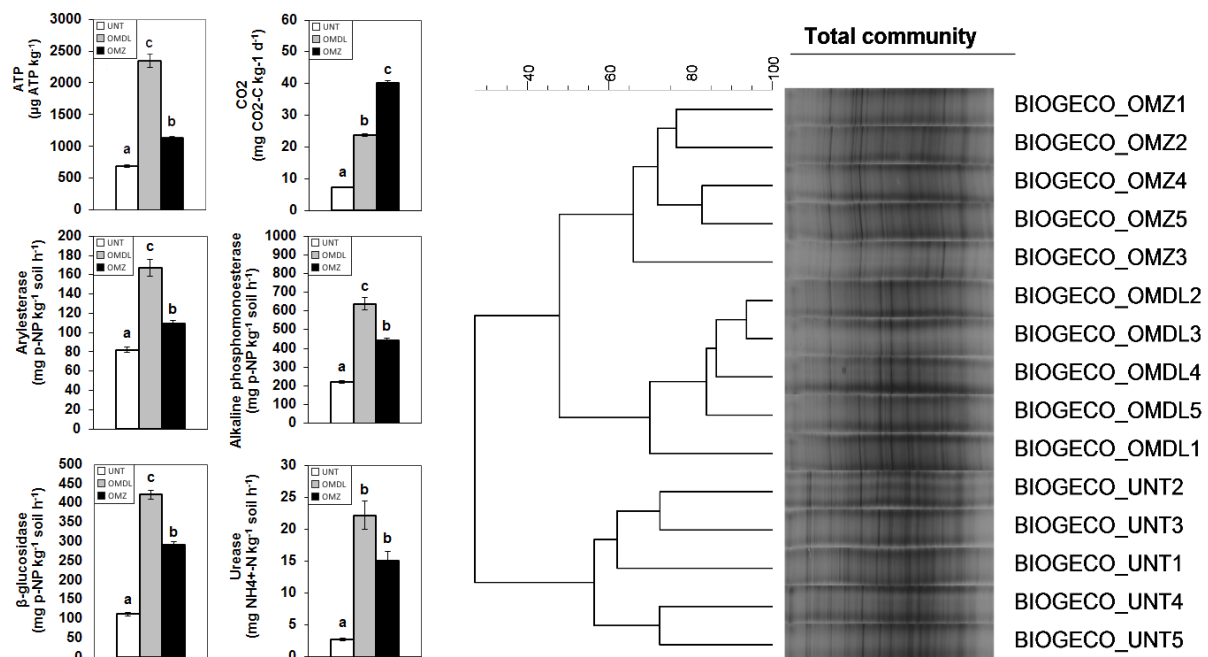 ATP
(µg ATP kg-1)
3000
2500
2000
1500
1000
500
0
UNT
OMDL
OMZ
a
c
b
CO2
(mg CO2-C kg-1 d-1)
60
50
40
30
20
10
0
UNT
OMDL
OMZ
a
b
c
Arylesterase
(mg p-NP kg-1 soil h-1)
200
180
160
140
120
100
80
60
40
20
0
UNT
OMDL
OMZ
a
c
b
Alkaline phosphomonoesterase
(mg p-NP kg-1 soil h-1)
1000
900
800
700
600
500
400
300
200
100
0
UNT
OMDL
OMZ
a
c
b
β-glucosidase
(mg p-NP kg-1 soil h-1)
500
450
400
350
300
250
200
150
100
50
0
UNT
OMDL
OMZ
a
c
b
Urease
(mg NH4+-N kg-1 soil h-1)
30
25
20
15
10
5
0
UNT
OMDL
OMZ
a
b
b
Total community
40
60
80
100
BIOGECO_OMZ1
BIOGECO_OMZ2
BIOGECO_OMZ4
BIOGECO_OMZ5
BIOGECO_OMZ3
BIOGECO_OMDL2
BIOGECO_OMDL3
BIOGECO_OMDL4
BIOGECO_OMDL5
BIOGECO_OMDL1
BIOGECO_UNT2
BIOGECO_UNT3
BIOGECO_UNT1
BIOGECO_UNT4
BIOGECO_UNT5